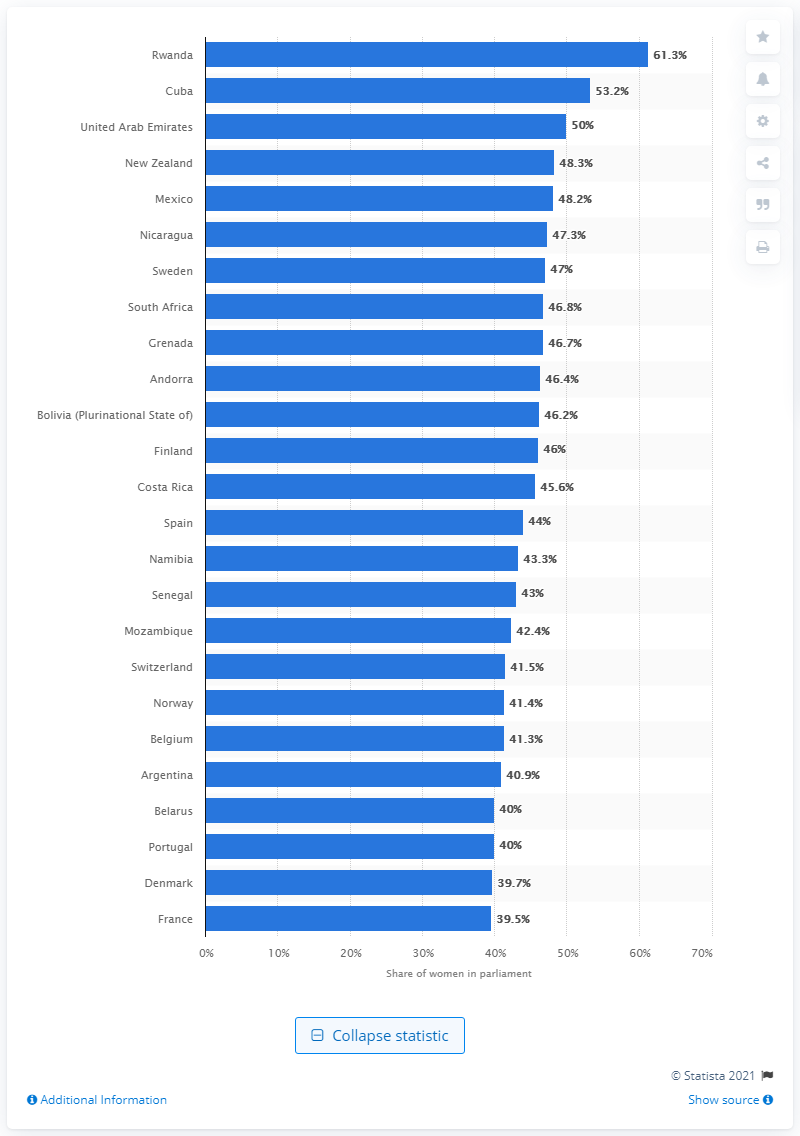 Rwanda 61.3%
Cuba 53.2%
United Arab Emirates 50%
New Zealand 48.3%
Mexico 48.2%
Nicaragua 47.3%
Sweden 47%
South Africa 46.8%
Grenada 46.7%
Andorra 46.4%
Bolivia (Plurinational State of) 46.2%
Finland 46%
Costa Rica 45.6%
Spain 44%
Namibia 43.3%
Senegal 43%
Mozambique 42.4%
Switzerland 41.5%
Norway 41.4%
Belgium 41.3%
Argentina 40.9%
Belarus 40%
Portugal 40%
Denmark 39.7%
France 39.5%
0% 10% 20% 30% 40% 50% 60% 70%
Share of women in parliament
Collapse statistic
© Statista 2021
Additional Information Show source